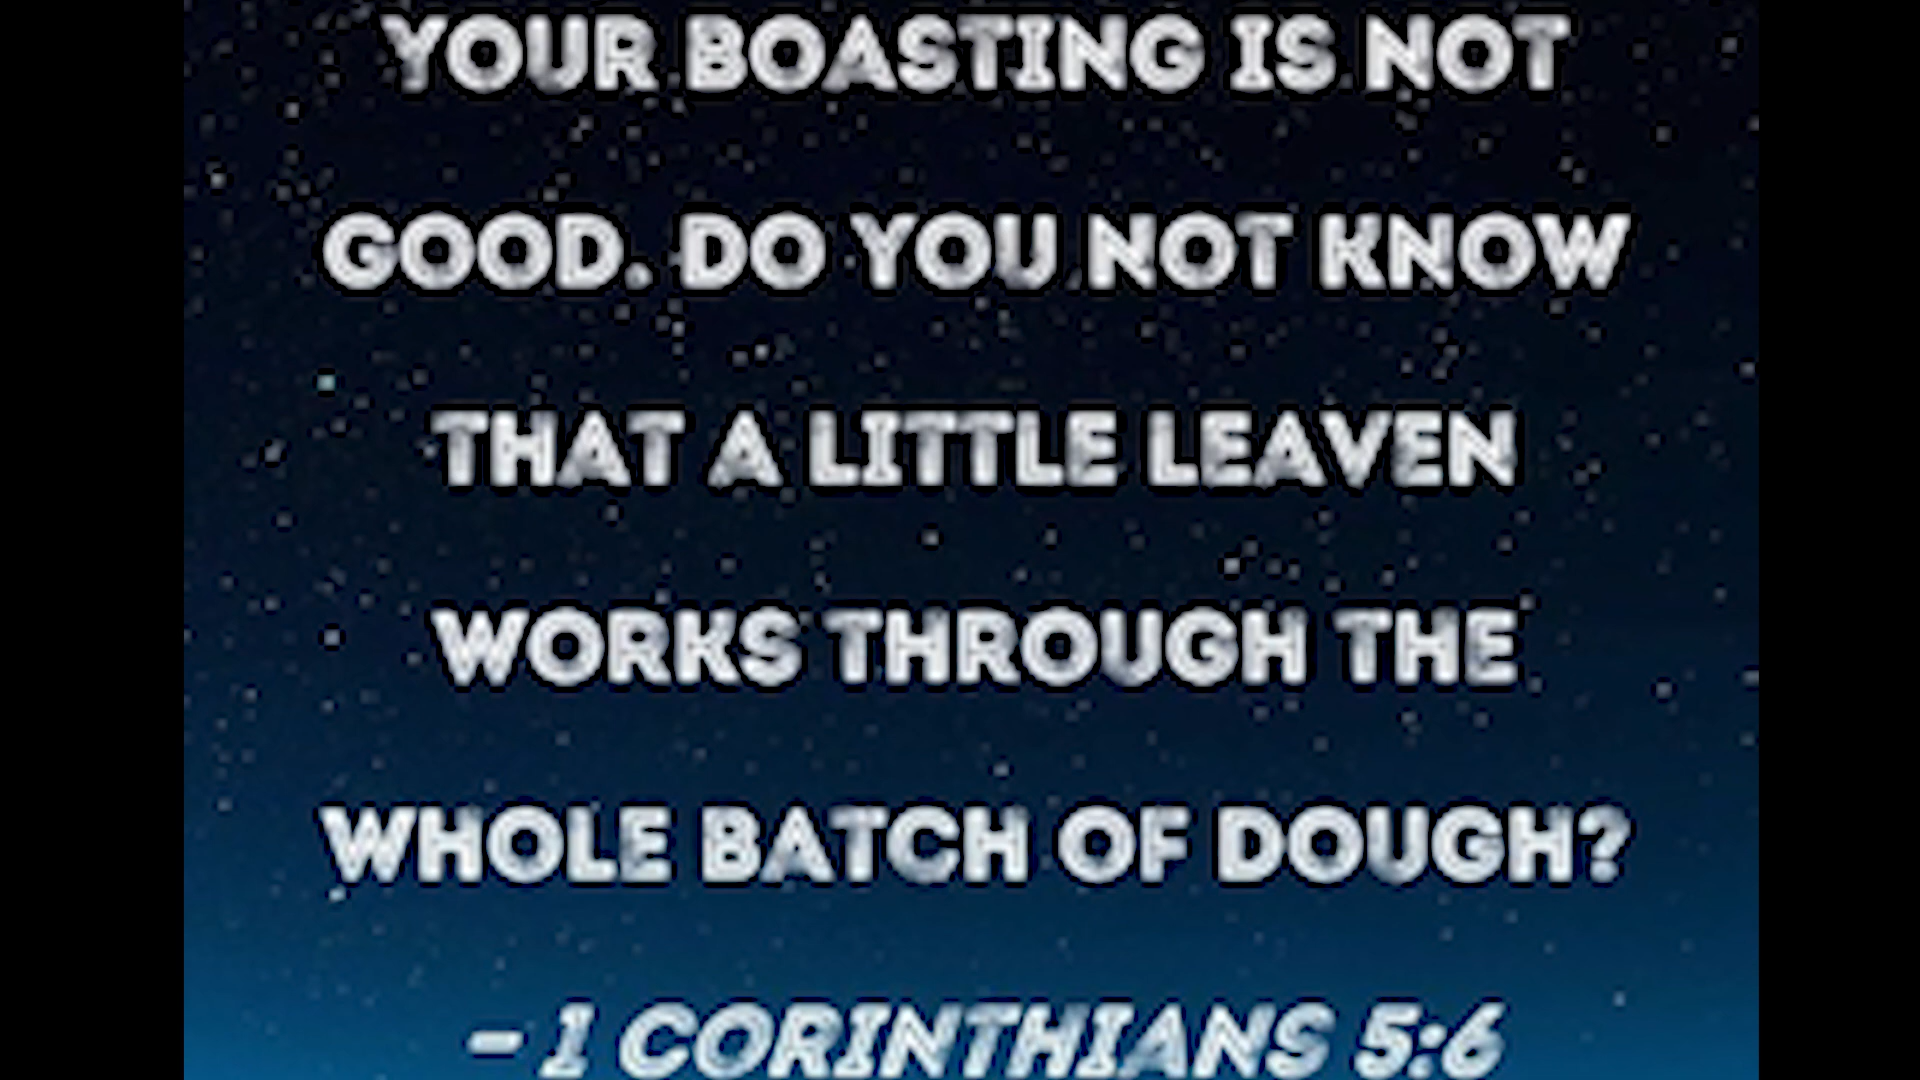 YOUR BOASTING IS NOT
GOOD. DO YOU NOT KNOW
THAT A LITTLE LEAVEN
WORKS THROUGH THE
WHOLE BATCH OF DOUGH?
– 1 CORINTHIANS 5:6